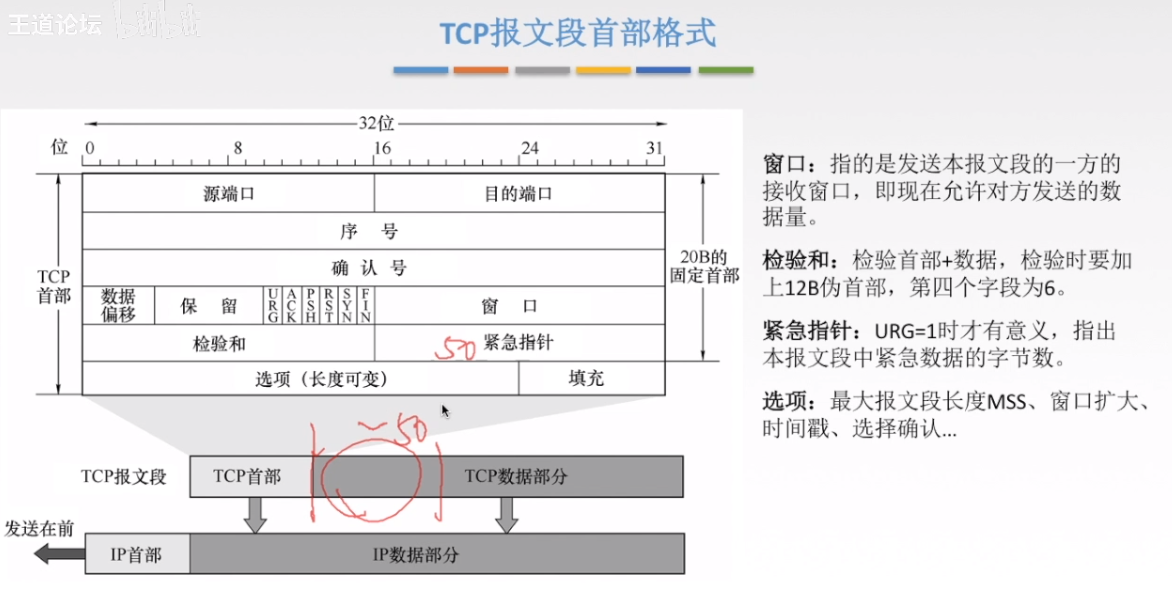 王道论坛
TCP报文段首部格式
32位
位 0 8 16 24 31
源端口 目的端口
序 号
确 认 号
数据偏移 保 留 URG ACK PSH RST SYN FIN 窗 口
检验和 50 紧急指针
选项（长度可变） 填充
TCP首部
20B的
固定首部
~50
TCP报文段 TCP首部 TCP数据部分
发送在前
IP首部 IP数据部分
窗口：指的是发送本报文段的一方的
接收窗口，即现在允许对方发送的数
据量。
检验和：检验首部+数据，检验时要加
上12B伪首部，第四个字段为6。
紧急指针：URG=1时才有意义，指出
本报文段中紧急数据的字节数。
选项：最大报文段长度MSS、窗口扩大、
时间戳、选择确认…